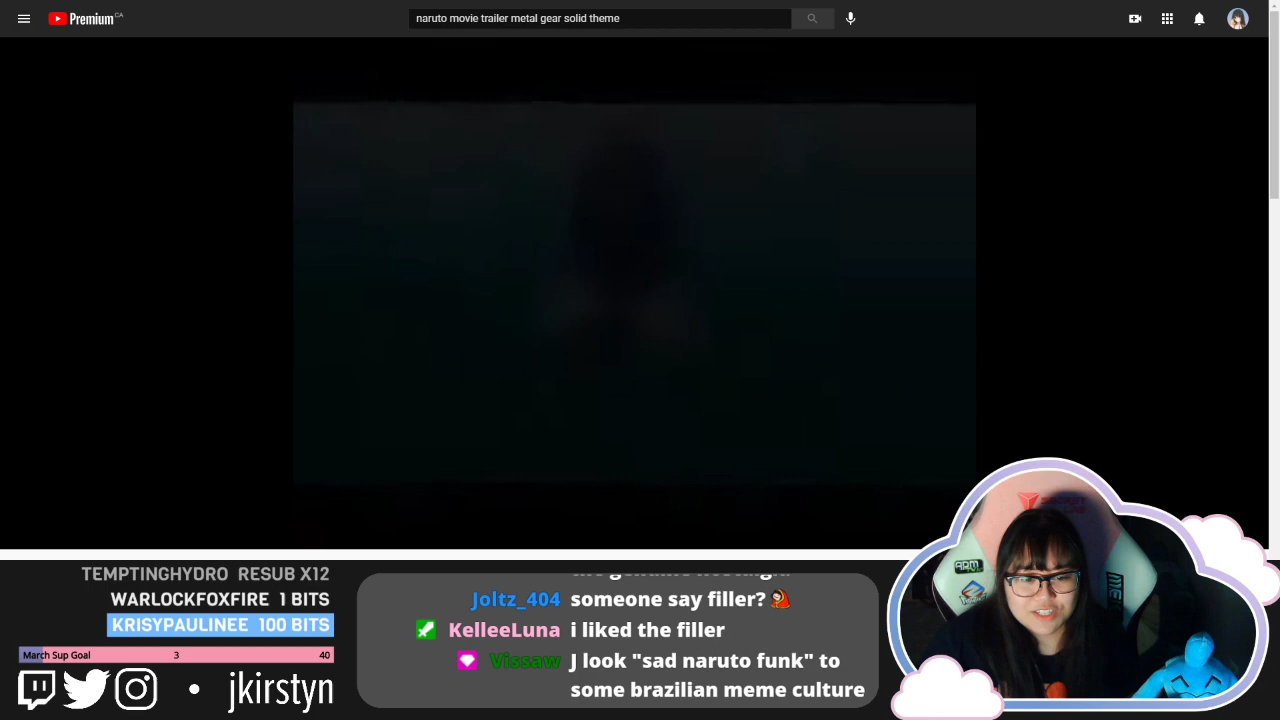 Premium CA
naruto movie trailer metal gear solid theme
TEMPTINGHYDRO RESUB X12
WARLOCKFOXFIRE 1 BITS
KRISYPAULINEE 100 BITS
March Sup Goal 3 40
jkirstyn
Joltz_404 someone say filler?
KelleeLuna i liked the filler
Vissaw J look "sad naruto funk" to
some brazilian meme culture